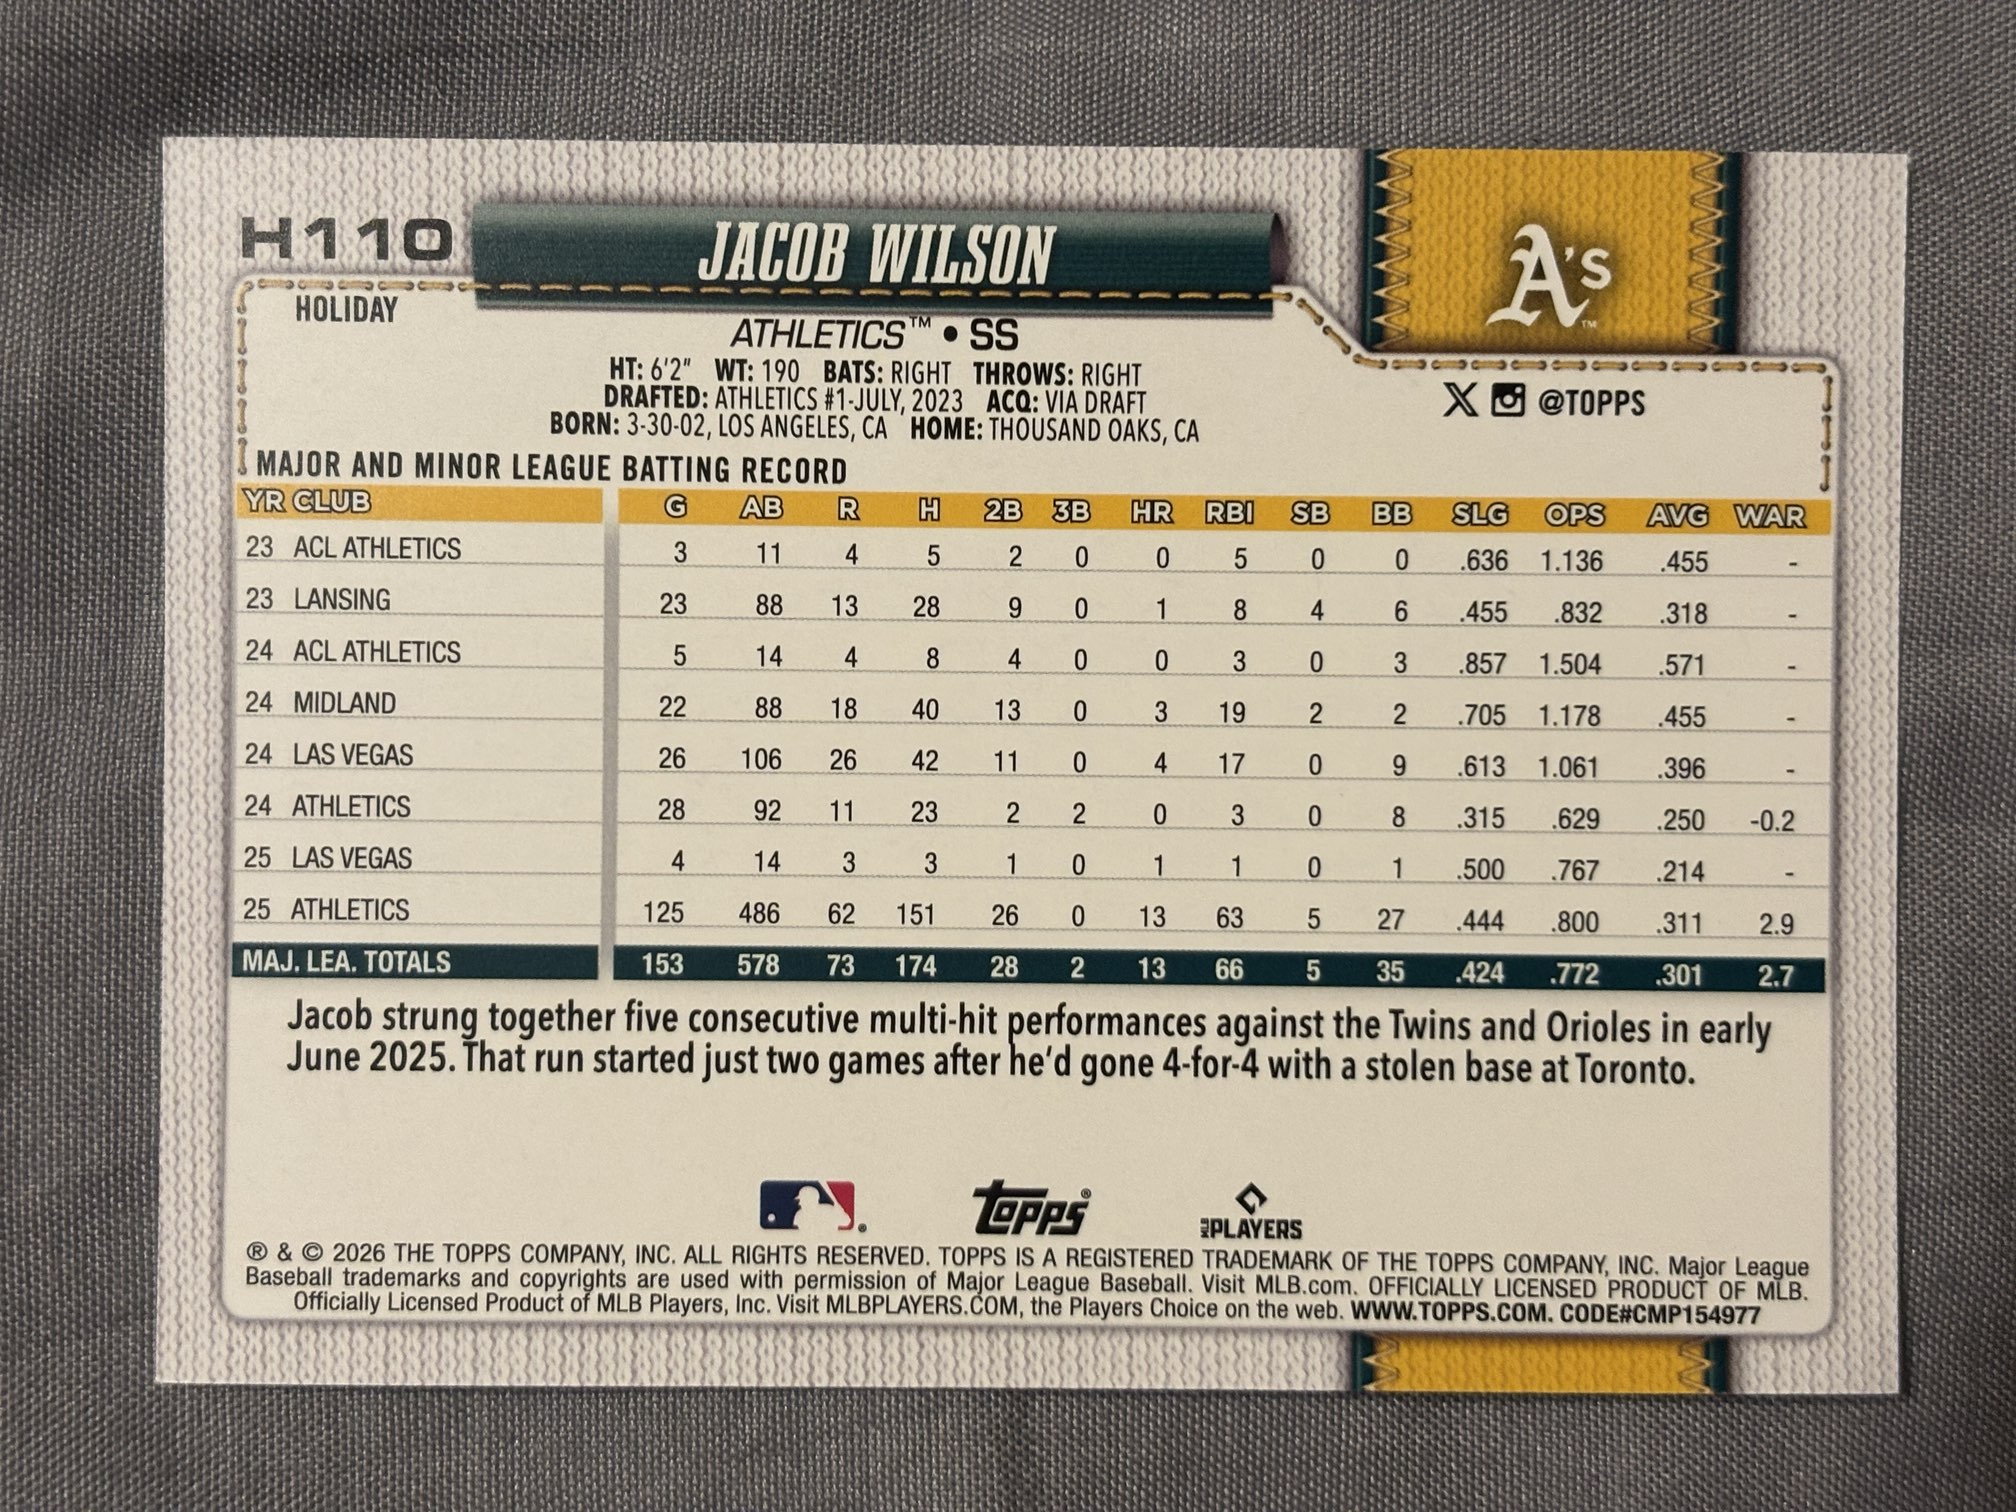 H110
JACOB WILSON
A's™
HOLIDAY
ATHLETICS™ • SS
HT: 6'2" WT: 190 BATS: RIGHT THROWS: RIGHT
DRAFTED: ATHLETICS #1-JULY, 2023 ACQ: VIA DRAFT
BORN: 3-30-02, LOS ANGELES, CA HOME: THOUSAND OAKS, CA
X @TOPPS
MAJOR AND MINOR LEAGUE BATTING RECORD
YR CLUB G AB R H 2B 3B HR RBI SB BB SLG OPS AVG WAR
23 ACL ATHLETICS 3 11 4 5 2 0 0 5 0 0 .636 1.136 .455 -
23 LANSING 23 88 13 28 9 0 1 8 4 6 .455 .832 .318 -
24 ACL ATHLETICS 5 14 4 8 4 0 0 3 0 3 .857 1.504 .571 -
24 MIDLAND 22 88 18 40 13 0 3 19 2 2 .705 1.178 .455 -
24 LAS VEGAS 26 106 26 42 11 0 4 17 0 9 .613 1.061 .396 -
24 ATHLETICS 28 92 11 23 2 2 0 3 0 8 .315 .629 .250 -0.2
25 LAS VEGAS 4 14 3 3 1 0 1 1 0 1 .500 .767 .214 -
25 ATHLETICS 125 486 62 151 26 0 13 63 5 27 .444 .800 .311 2.9
MAJ. LEA. TOTALS 153 578 73 174 28 2 13 66 5 35 .424 .772 .301 2.7
Jacob strung together five consecutive multi-hit performances against the Twins and Orioles in early
June 2025. That run started just two games after he'd gone 4-for-4 with a stolen base at Toronto.
® topps® MLB PLAYERS
® & © 2026 THE TOPPS COMPANY, INC. ALL RIGHTS RESERVED. TOPPS IS A REGISTERED TRADEMARK OF THE TOPPS COMPANY, INC. Major League
Baseball trademarks and copyrights are used with permission of Major League Baseball. Visit MLB.com. OFFICIALLY LICENSED PRODUCT OF MLB.
Officially Licensed Product of MLB Players, Inc. Visit MLBPLAYERS.COM, the Players Choice on the web. WWW.TOPPS.COM. CODE#CMP154977